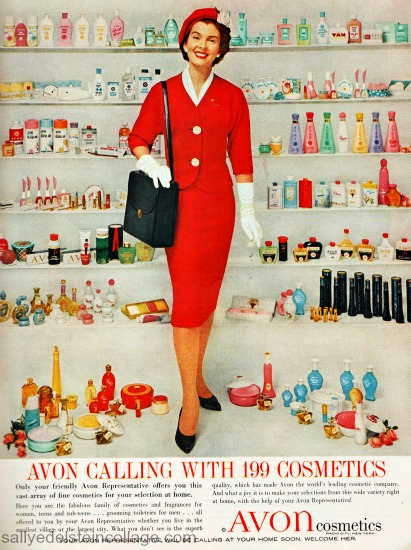 AVON CALLING WITH 199 COSMETICS
Only your friendly Avon Representative offers you this
vast array of fine cosmetics for your selection at home.
Here you see the fabulous family of cosmetics and fragrances for
women, teens and sub-teens . . . grooming toiletries for men . . . all
offered to you by your Avon Representative whether you live in the
smallest village or the largest city. What you don't see is the superb
quality, which has made Avon the world's leading cosmetic company.
And what a joy it is to make your selections from this wide variety right
at home, with the help of your Avon Representative!
AVON cosmetics
RADIO CITY, NEW YORK
CALLING AT YOUR HOME SOON. WELCOME HER.
sallyedelsteincollage.com